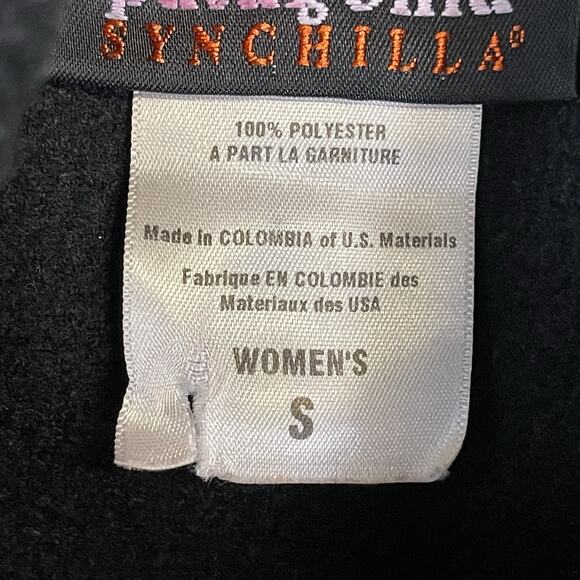 patagonia
SYNCHILLA®
100% POLYESTER
A PART LA GARNITURE
Made in COLOMBIA of U.S. Materials
Fabrique EN COLOMBIE des
Materiaux des USA
WOMEN'S
S